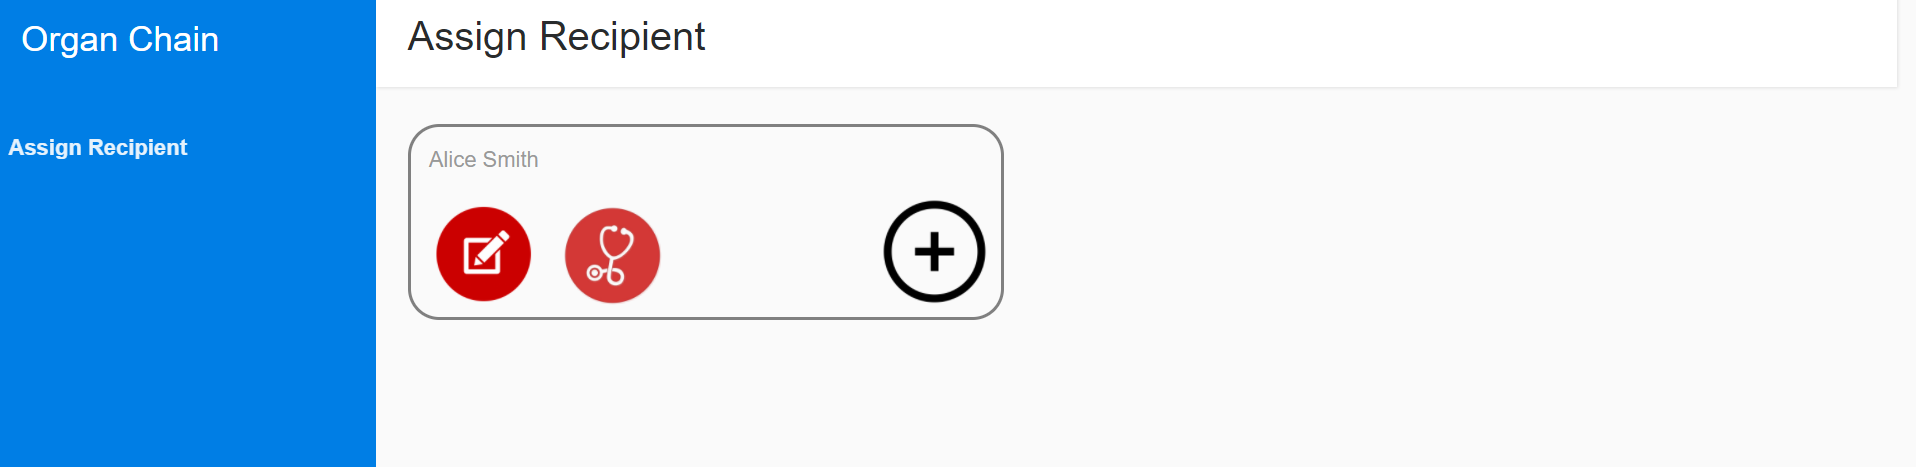 Organ Chain
Assign Recipient
Assign Recipient
Alice Smith